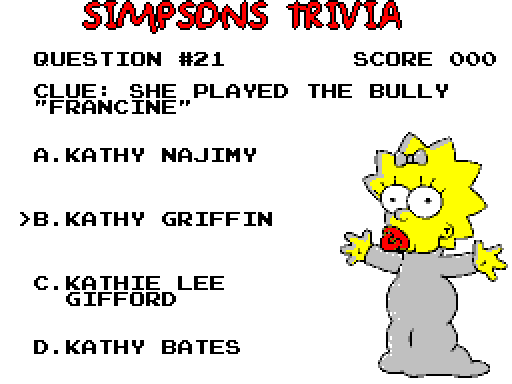 SIMPSONS TRIVIA
QUESTION #21 SCORE 000
CLUE: SHE PLAYED THE BULLY
"FRANCINE"
A.KATHY NAJIMY
>B.KATHY GRIFFIN
C.KATHIE LEE
GIFFORD
D.KATHY BATES